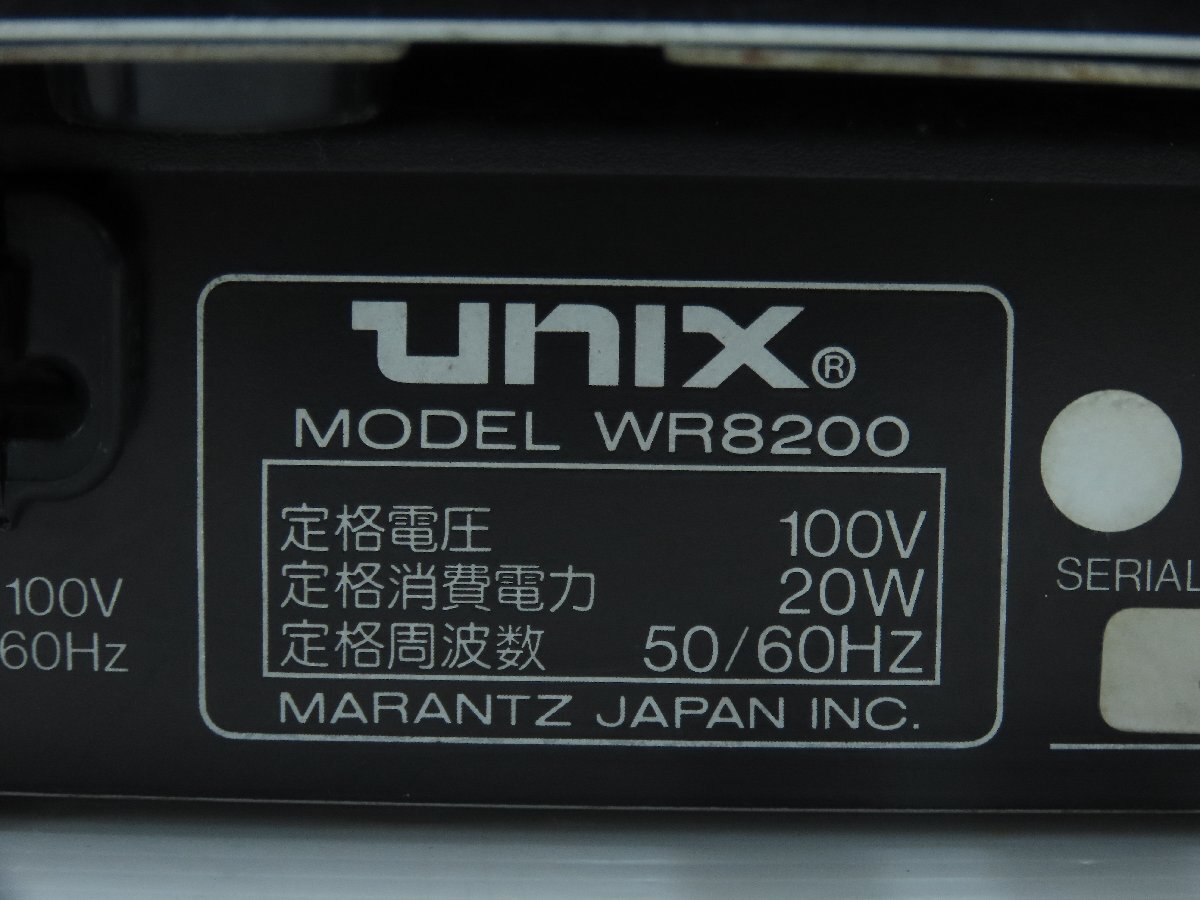 UNIX®
MODEL WR8200
定格電圧 100V
定格消費電力 20W
定格周波数 50/60Hz
MARANTZ JAPAN INC.
100V
60Hz
SERIAL